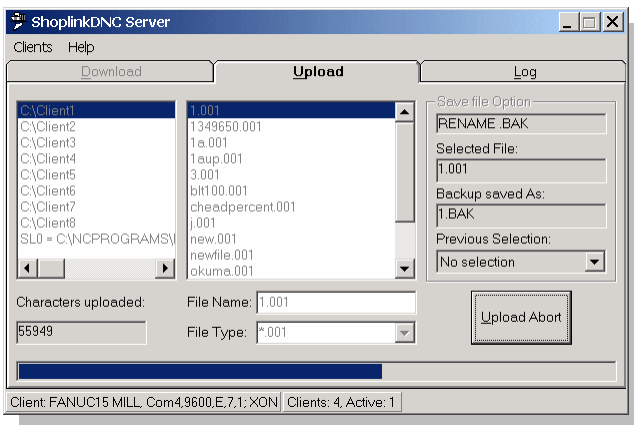 ShoplinkDNC Server
Clients Help
Download Upload Log
C:\Client1
C:\Client2
C:\Client3
C:\Client4
C:\Client5
C:\Client6
C:\Client7
C:\Client8
SL0 = C:\NCPROGRAMS\
1.001
1349650.001
1a.001
1aup.001
3.001
blt100.001
cheadpercent.001
j.001
new.001
newfile.001
okuma.001
Save file Option
RENAME .BAK
Selected File:
1.001
Backup saved As:
1.BAK
Previous Selection:
No selection
Characters uploaded:
55949
File Name: 1.001
File Type: *.001
Upload Abort
Client: FANUC15 MILL, Com4,9600,E,7,1; XON Clients: 4, Active: 1